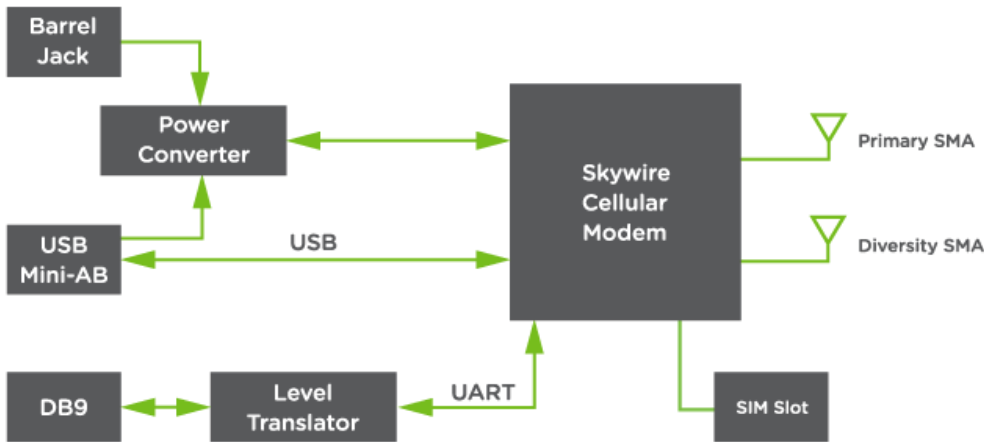 Barrel
Jack
Power
Converter
Skywire
Cellular
Modem
Primary SMA
USB
Mini-AB
USB
Diversity SMA
DB9
Level
Translator
UART
SIM Slot